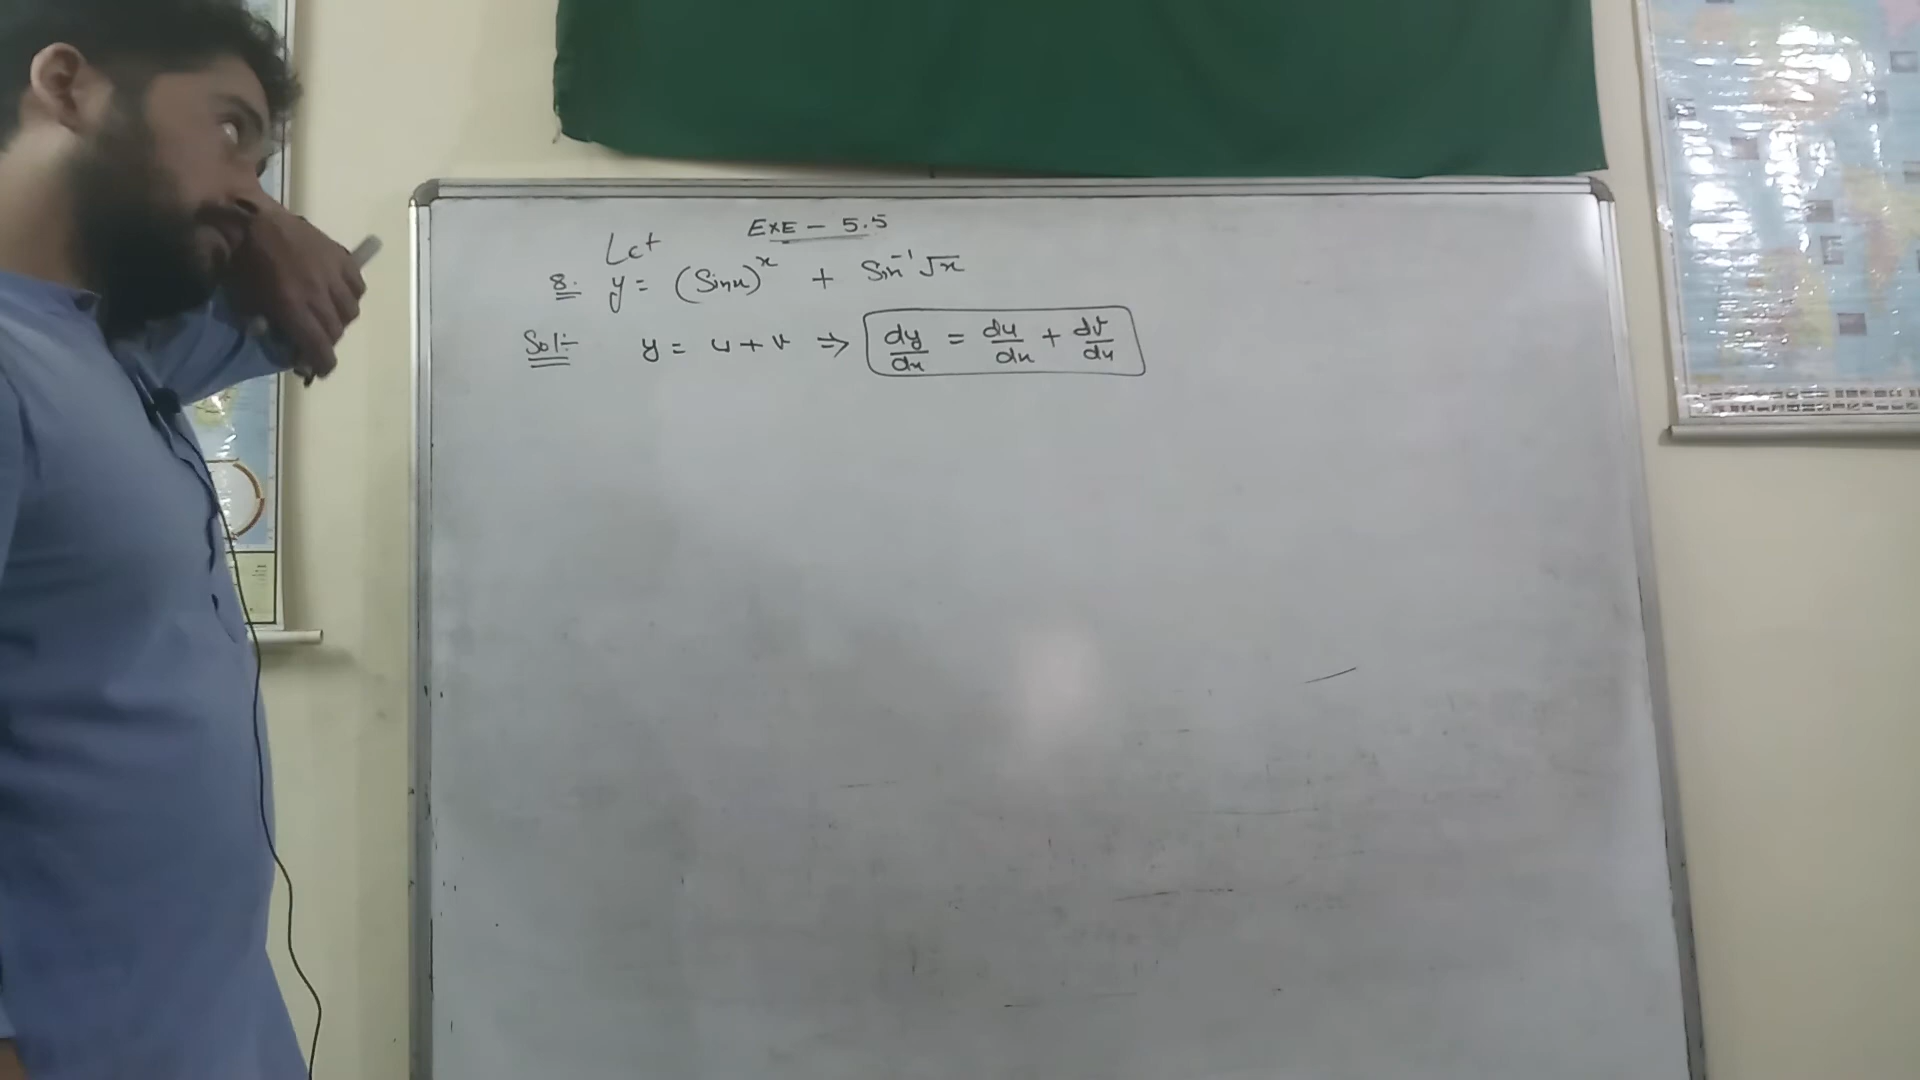 EXE - 5.5
Let
8. y = (Sinx)^x + Sin^-1 √x
Sol:- y = u + v ⇒ dy/dx = du/dx + dv/dx